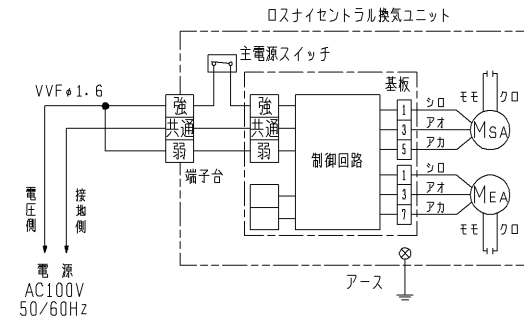 ロスナイセントラル換気ユニット
主電源スイッチ
基板
VVFφ1.6
強
共通
弱
端子台
強
共通
弱
制御回路
1
3
5
シロ
アオ
アカ
モモ
クロ
MSA
1
3
7
シロ
アオ
アカ
MEA
モモ
クロ
電圧側
接地側
電源
AC100V
50/60Hz
アース